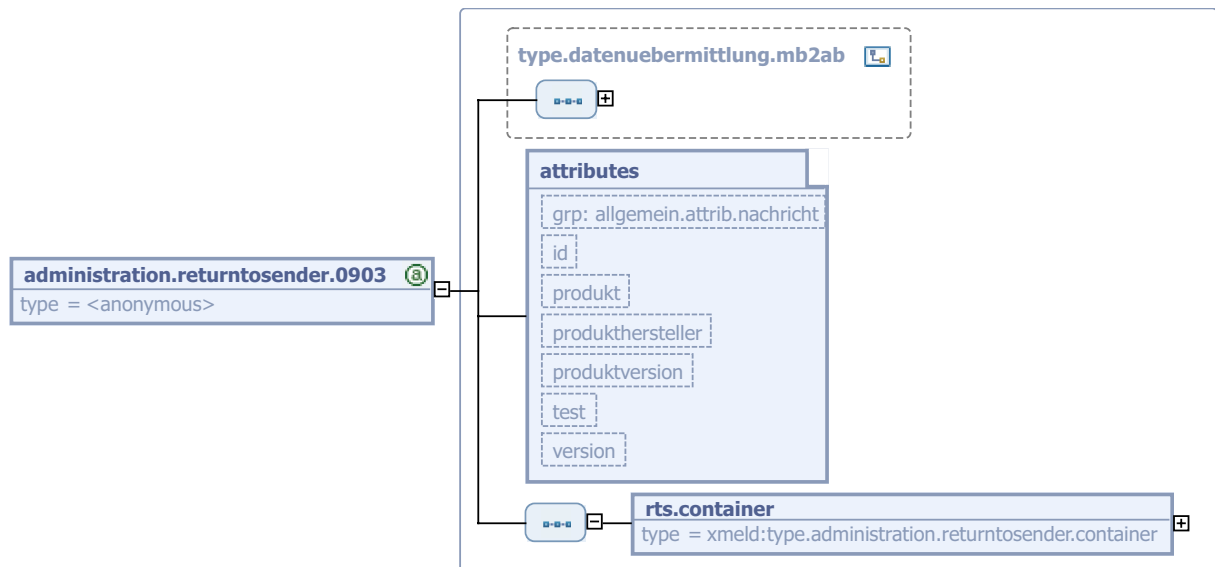 type.datenuebermittlung.mb2ab
attributes
grp: allgemein.attrib.nachricht
id
produkt
produkthersteller
produktversion
test
version
administration.returntosender.0903 a
type = <anonymous>
rts.container
type = xmeld:type.administration.returntosender.container